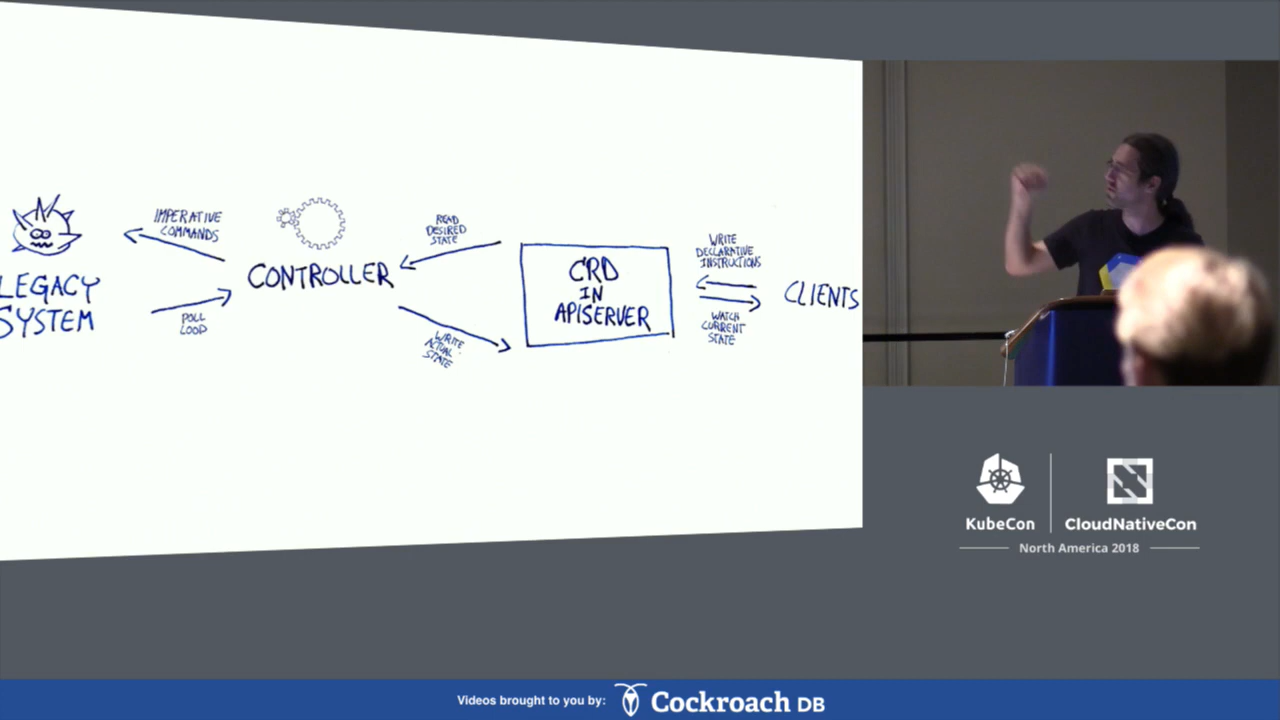 IMPERATIVE
COMMANDS
LEGACY
SYSTEM
POLL
LOOP
CONTROLLER
READ
DESIRED
STATE
WRITE
ACTUAL
STATE
CRD
IN
APISERVER
WRITE
DECLARATIVE
INSTRUCTIONS
WATCH
CURRENT
STATE
CLIENTS
KubeCon
CloudNativeCon
North America 2018
Videos brought to you by:
Cockroach DB